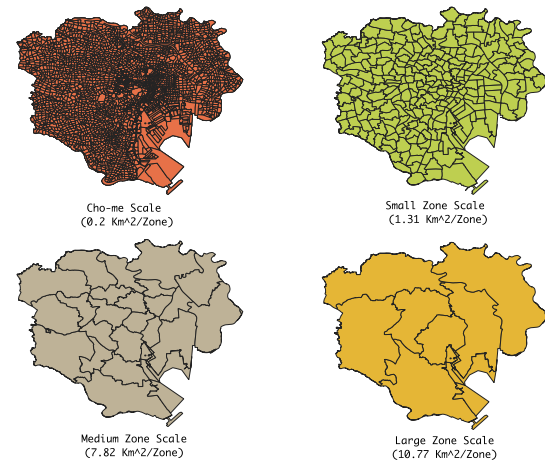 Cho-me Scale
(0.2 Km^2/Zone)
Small Zone Scale
(1.31 Km^2/Zone)
Medium Zone Scale
(7.82 Km^2/Zone)
Large Zone Scale
(10.77 Km^2/Zone)